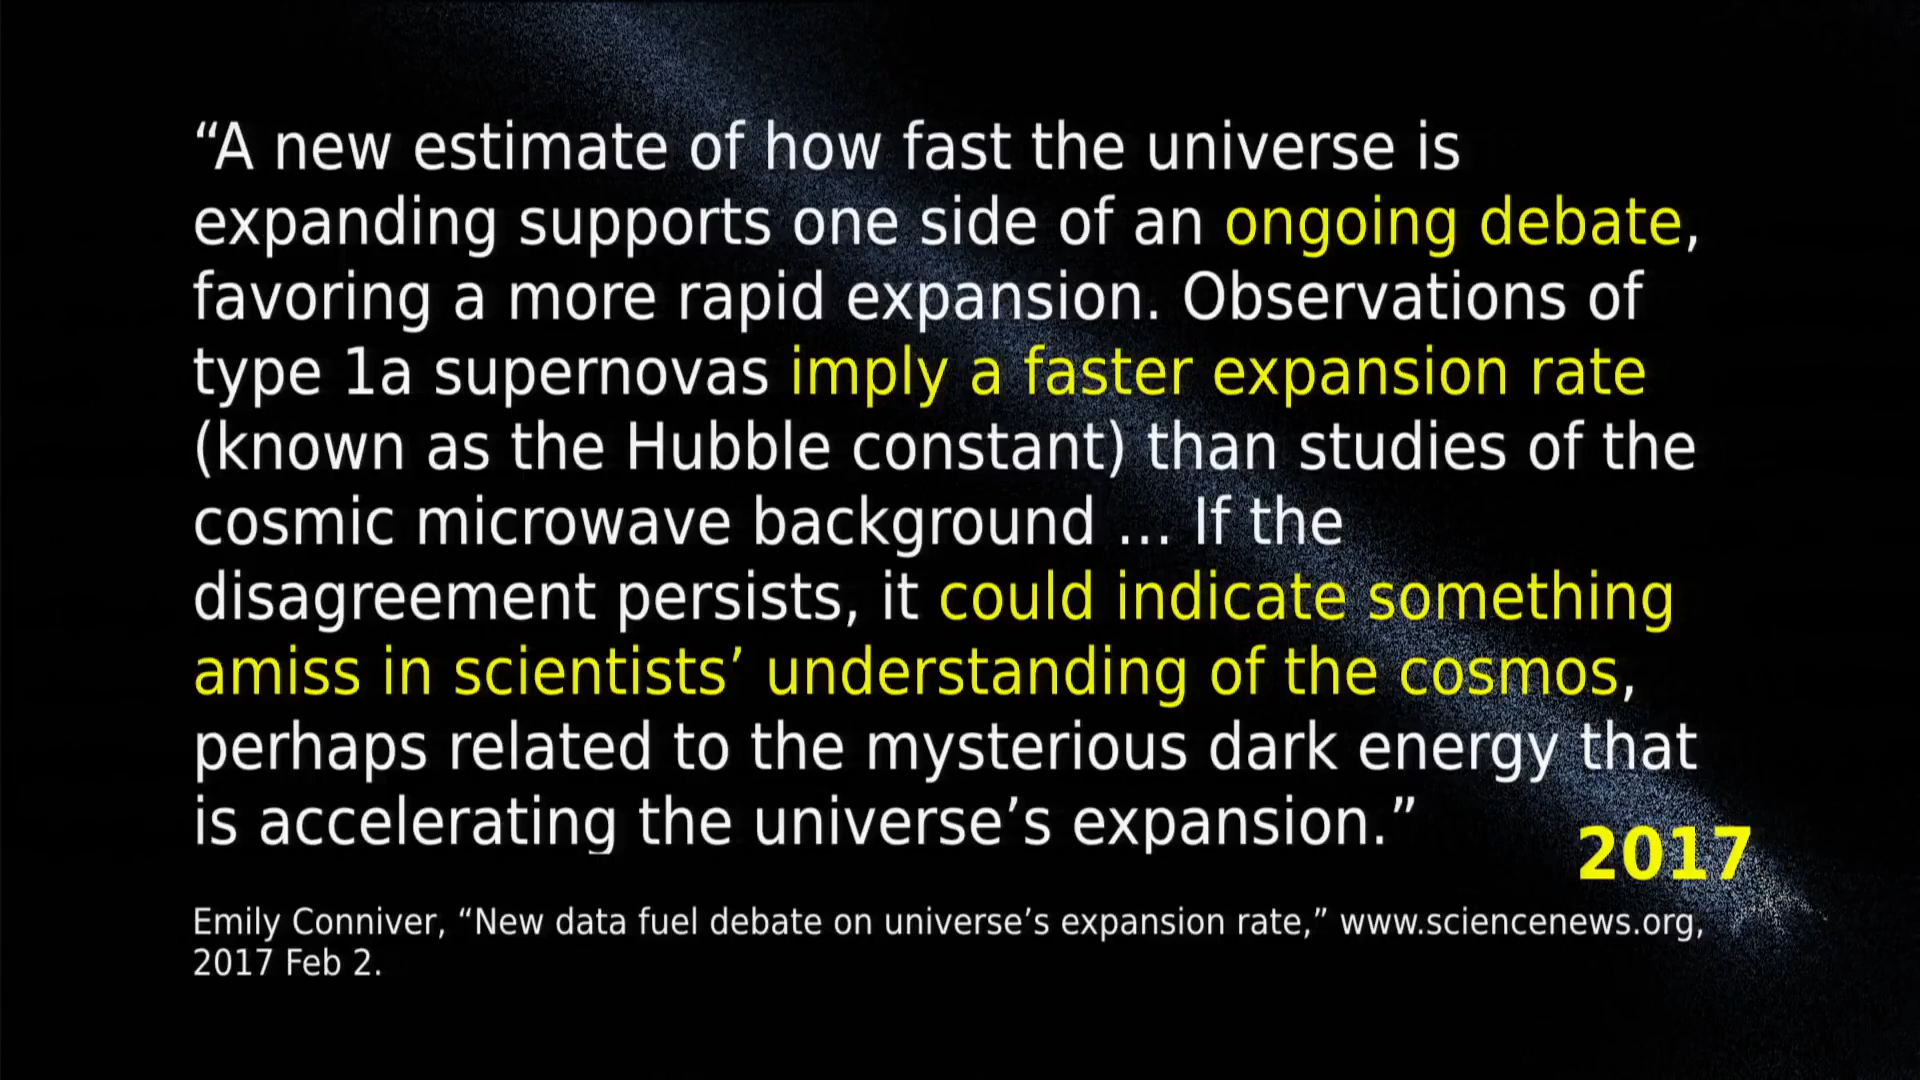 “A new estimate of how fast the universe is
expanding supports one side of an ongoing debate,
favoring a more rapid expansion. Observations of
type 1a supernovas imply a faster expansion rate
(known as the Hubble constant) than studies of the
cosmic microwave background ... If the
disagreement persists, it could indicate something
amiss in scientists’ understanding of the cosmos,
perhaps related to the mysterious dark energy that
is accelerating the universe’s expansion.”
2017
Emily Conniver, “New data fuel debate on universe’s expansion rate,” www.sciencenews.org,
2017 Feb 2.